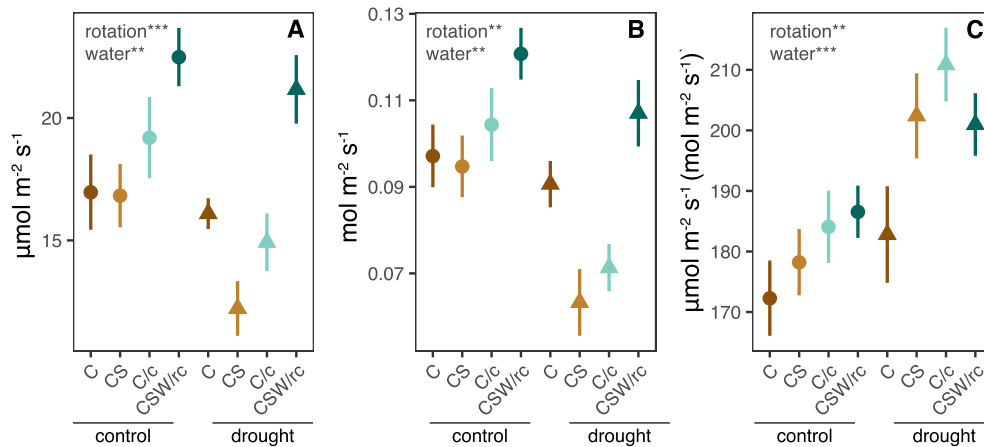 A
rotation***
water**
µmol m⁻² s⁻¹
20
15
C
CS
C/c
CSW/rc
C
CS
C/c
CSW/rc
control
drought
B
rotation**
water**
mol m⁻² s⁻¹
0.13
0.11
0.09
0.07
C
CS
C/c
CSW/rc
C
CS
C/c
CSW/rc
control
drought
C
rotation**
water***
µmol m⁻² s⁻¹ (mol m⁻² s⁻¹)`
210
200
190
180
170
C
CS
C/c
CSW/rc
C
CS
C/c
CSW/rc
control
drought